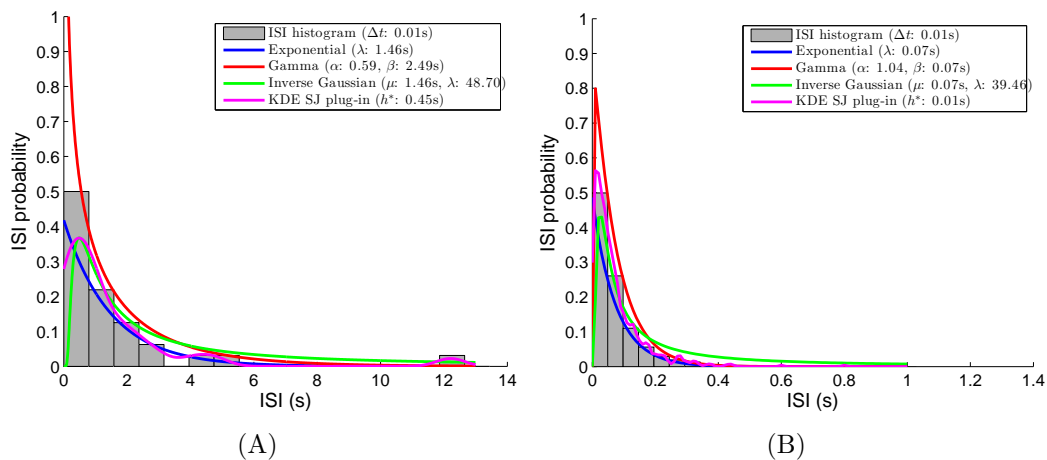 ISI histogram (Δt: 0.01s)
Exponential (λ: 1.46s)
Gamma (α: 0.59, β: 2.49s)
Inverse Gaussian (μ: 1.46s, λ: 48.70)
KDE SJ plug-in (h*: 0.45s)
1
0.9
0.8
0.7
0.6
0.5
0.4
0.3
0.2
0.1
0
ISI probability
0 2 4 6 8 10 12 14
ISI (s)
(A)
ISI histogram (Δt: 0.01s)
Exponential (λ: 0.07s)
Gamma (α: 1.04, β: 0.07s)
Inverse Gaussian (μ: 0.07s, λ: 39.46)
KDE SJ plug-in (h*: 0.01s)
1
0.9
0.8
0.7
0.6
0.5
0.4
0.3
0.2
0.1
0
ISI probability
0 0.2 0.4 0.6 0.8 1 1.2 1.4
ISI (s)
(B)